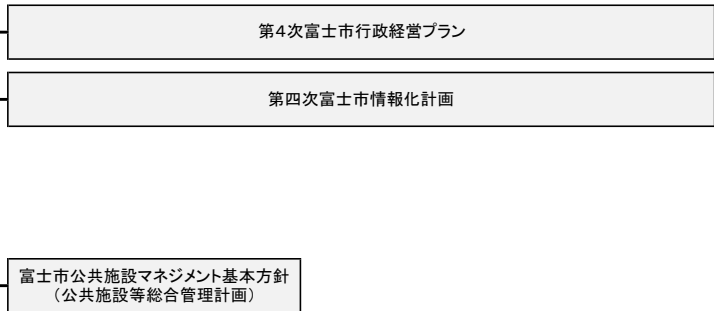 第4次富士市行政経営プラン
第四次富士市情報化計画
富士市公共施設マネジメント基本方針
（公共施設等総合管理計画）